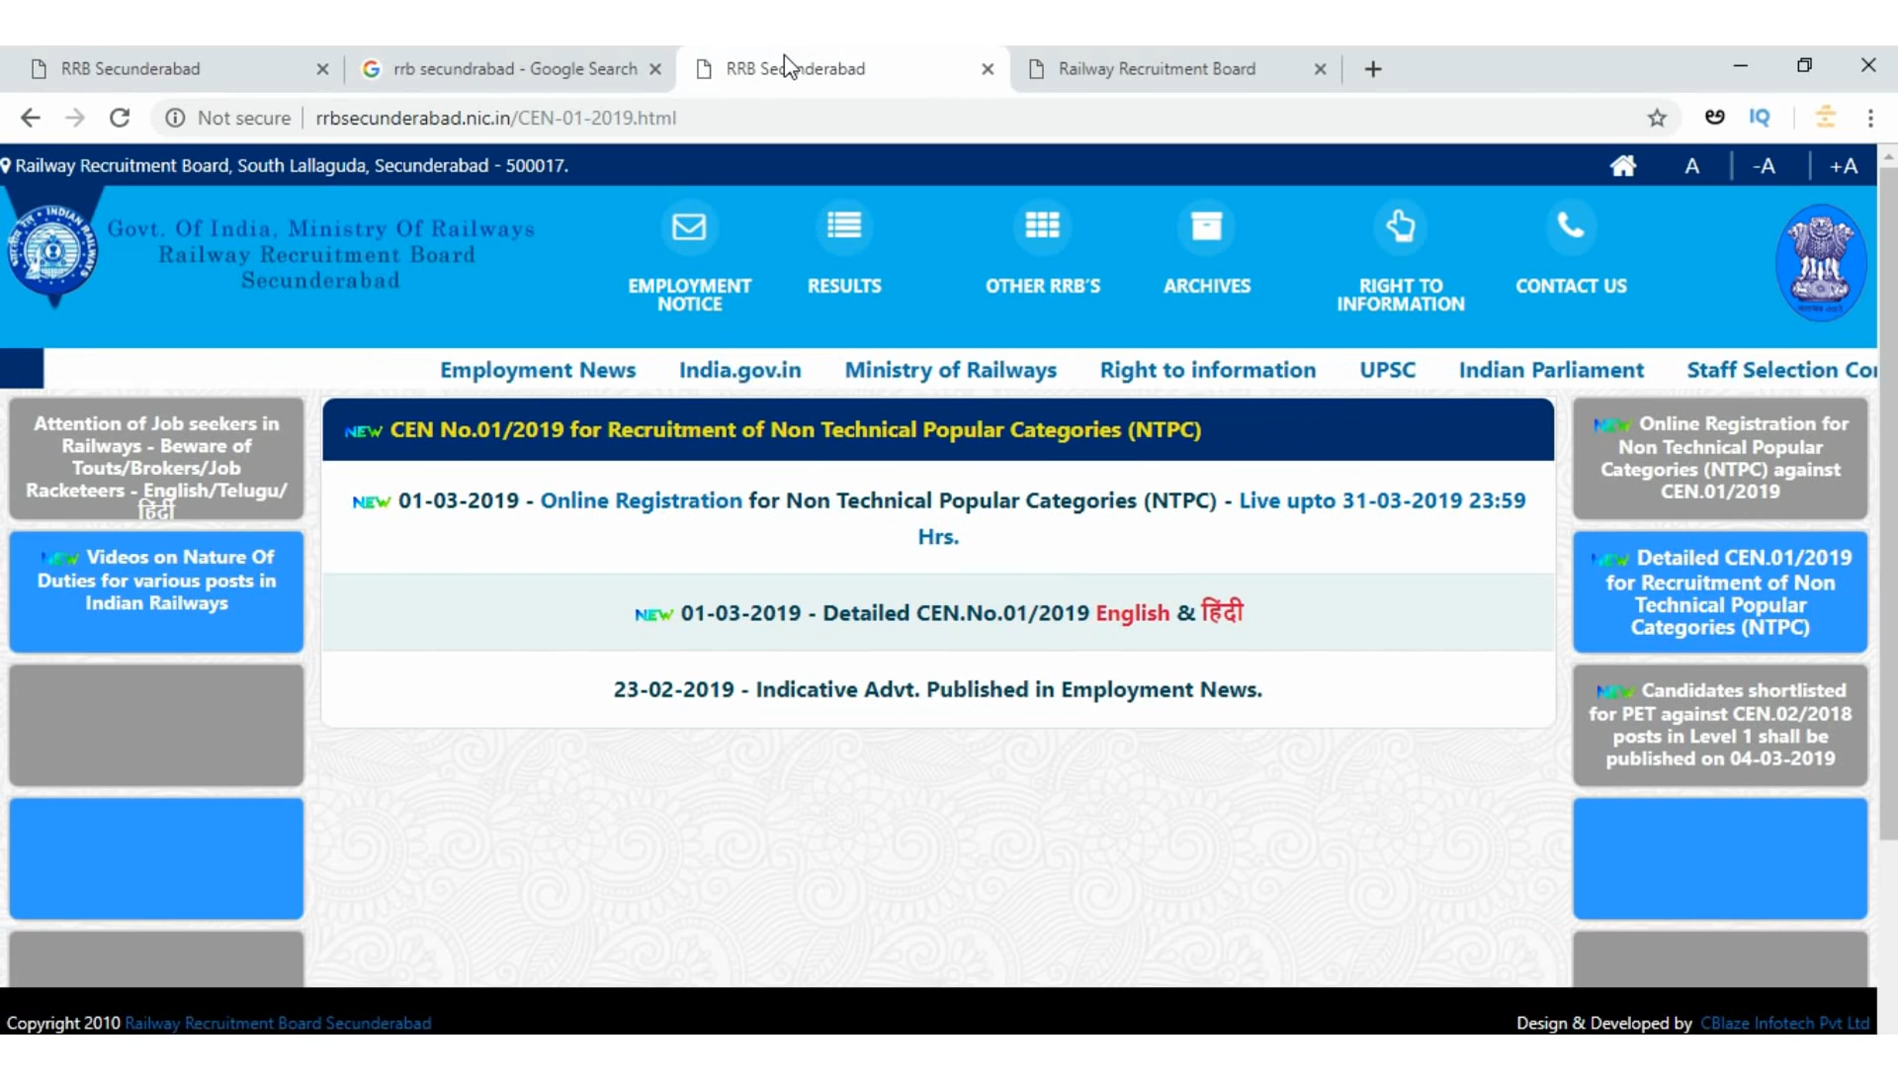 RRB Secunderabad
rrb secundrabad - Google Search
RRB Secunderabad
Railway Recruitment Board
Not secure
rrbsecunderabad.nic.in/CEN-01-2019.html
IQ
Railway Recruitment Board, South Lallaguda, Secunderabad - 500017.
A
-A
+A
INDIAN RAILWAYS
Govt. Of India, Ministry Of Railways
Railway Recruitment Board
Secunderabad
EMPLOYMENT
NOTICE
RESULTS
OTHER RRB'S
ARCHIVES
RIGHT TO
INFORMATION
CONTACT US
Employment News
India.gov.in
Ministry of Railways
Right to information
UPSC
Indian Parliament
Staff Selection Co
Attention of Job seekers in
Railways - Beware of
Touts/Brokers/Job
Racketeers - English/Telugu/
हिंदी
NEW Videos on Nature Of
Duties for various posts in
Indian Railways
NEW CEN No.01/2019 for Recruitment of Non Technical Popular Categories (NTPC)
NEW 01-03-2019 - Online Registration for Non Technical Popular Categories (NTPC) - Live upto 31-03-2019 23:59
Hrs.
NEW 01-03-2019 - Detailed CEN.No.01/2019 English & हिंदी
23-02-2019 - Indicative Advt. Published in Employment News.
NEW Online Registration for
Non Technical Popular
Categories (NTPC) against
CEN.01/2019
NEW Detailed CEN.01/2019
for Recruitment of Non
Technical Popular
Categories (NTPC)
NEW Candidates shortlisted
for PET against CEN.02/2018
posts in Level 1 shall be
published on 04-03-2019
Copyright 2010 Railway Recruitment Board Secunderabad
Design & Developed by CBlaze Infotech Pvt Ltd